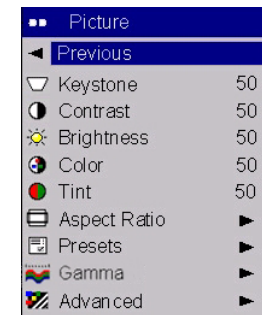 Picture
Previous
Keystone 50
Contrast 50
Brightness 50
Color 50
Tint 50
Aspect Ratio
Presets
Gamma
Advanced